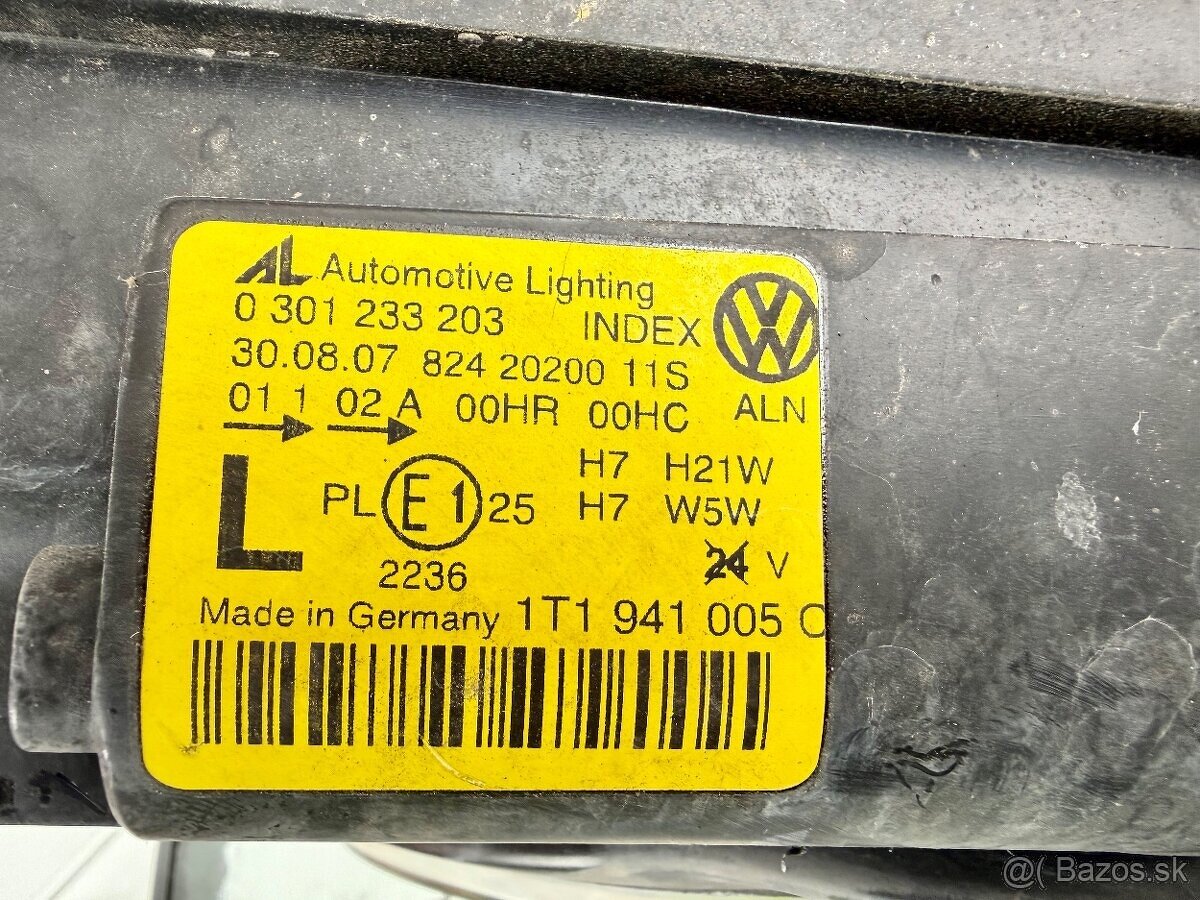 AL Automotive Lighting
0 301 233 203 INDEX
30.08.07 824 20200 11S
01 1 02 A 00HR 00HC ALN
H7 H21W
L PL E1 25 H7 W5W
2236 24 V
Made in Germany 1T1 941 005 C
@( Bazos.sk